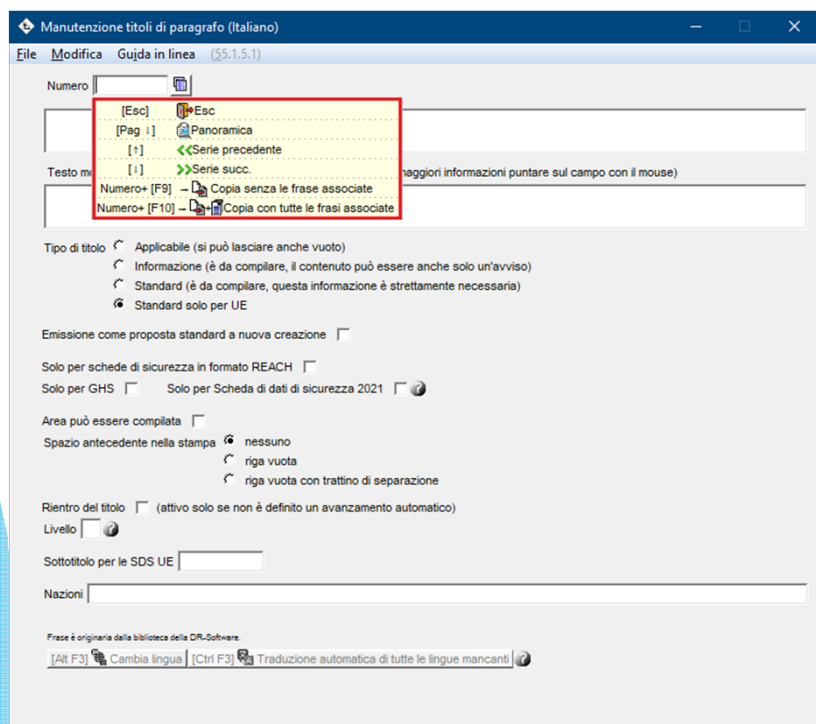 Manutenzione titoli di paragrafo (Italiano)
File Modifica Guida in linea (§5.1.5.1)
Numero
[Esc] Esc
[Pag ↓] Panoramica
[↑] <<Serie precedente
[↓] >>Serie succ.
Testo mo
naggiori informazioni puntare sul campo con il mouse)
Numero+ [F9] → Copia senza le frase associate
Numero+ [F10] → + Copia con tutte le frasi associate
Tipo di titolo Applicabile (si può lasciare anche vuoto)
Informazione (è da compilare, il contenuto può essere anche solo un'avviso)
Standard (è da compilare, questa informazione è strettamente necessaria)
Standard solo per UE
Emissione come proposta standard a nuova creazione
Solo per schede di sicurezza in formato REACH
Solo per GHS Solo per Scheda di dati di sicurezza 2021
Area può essere compilata
Spazio antecedente nella stampa nessuno
riga vuota
riga vuota con trattino di separazione
Rientro del titolo (attivo solo se non è definito un avanzamento automatico)
Livello
Sottotitolo per le SDS UE
Nazioni
Frase è originaria dalla biblioteca della DR-Software.
[Alt F3] Cambia lingua [Ctrl F3] Traduzione automatica di tutte le lingue mancanti